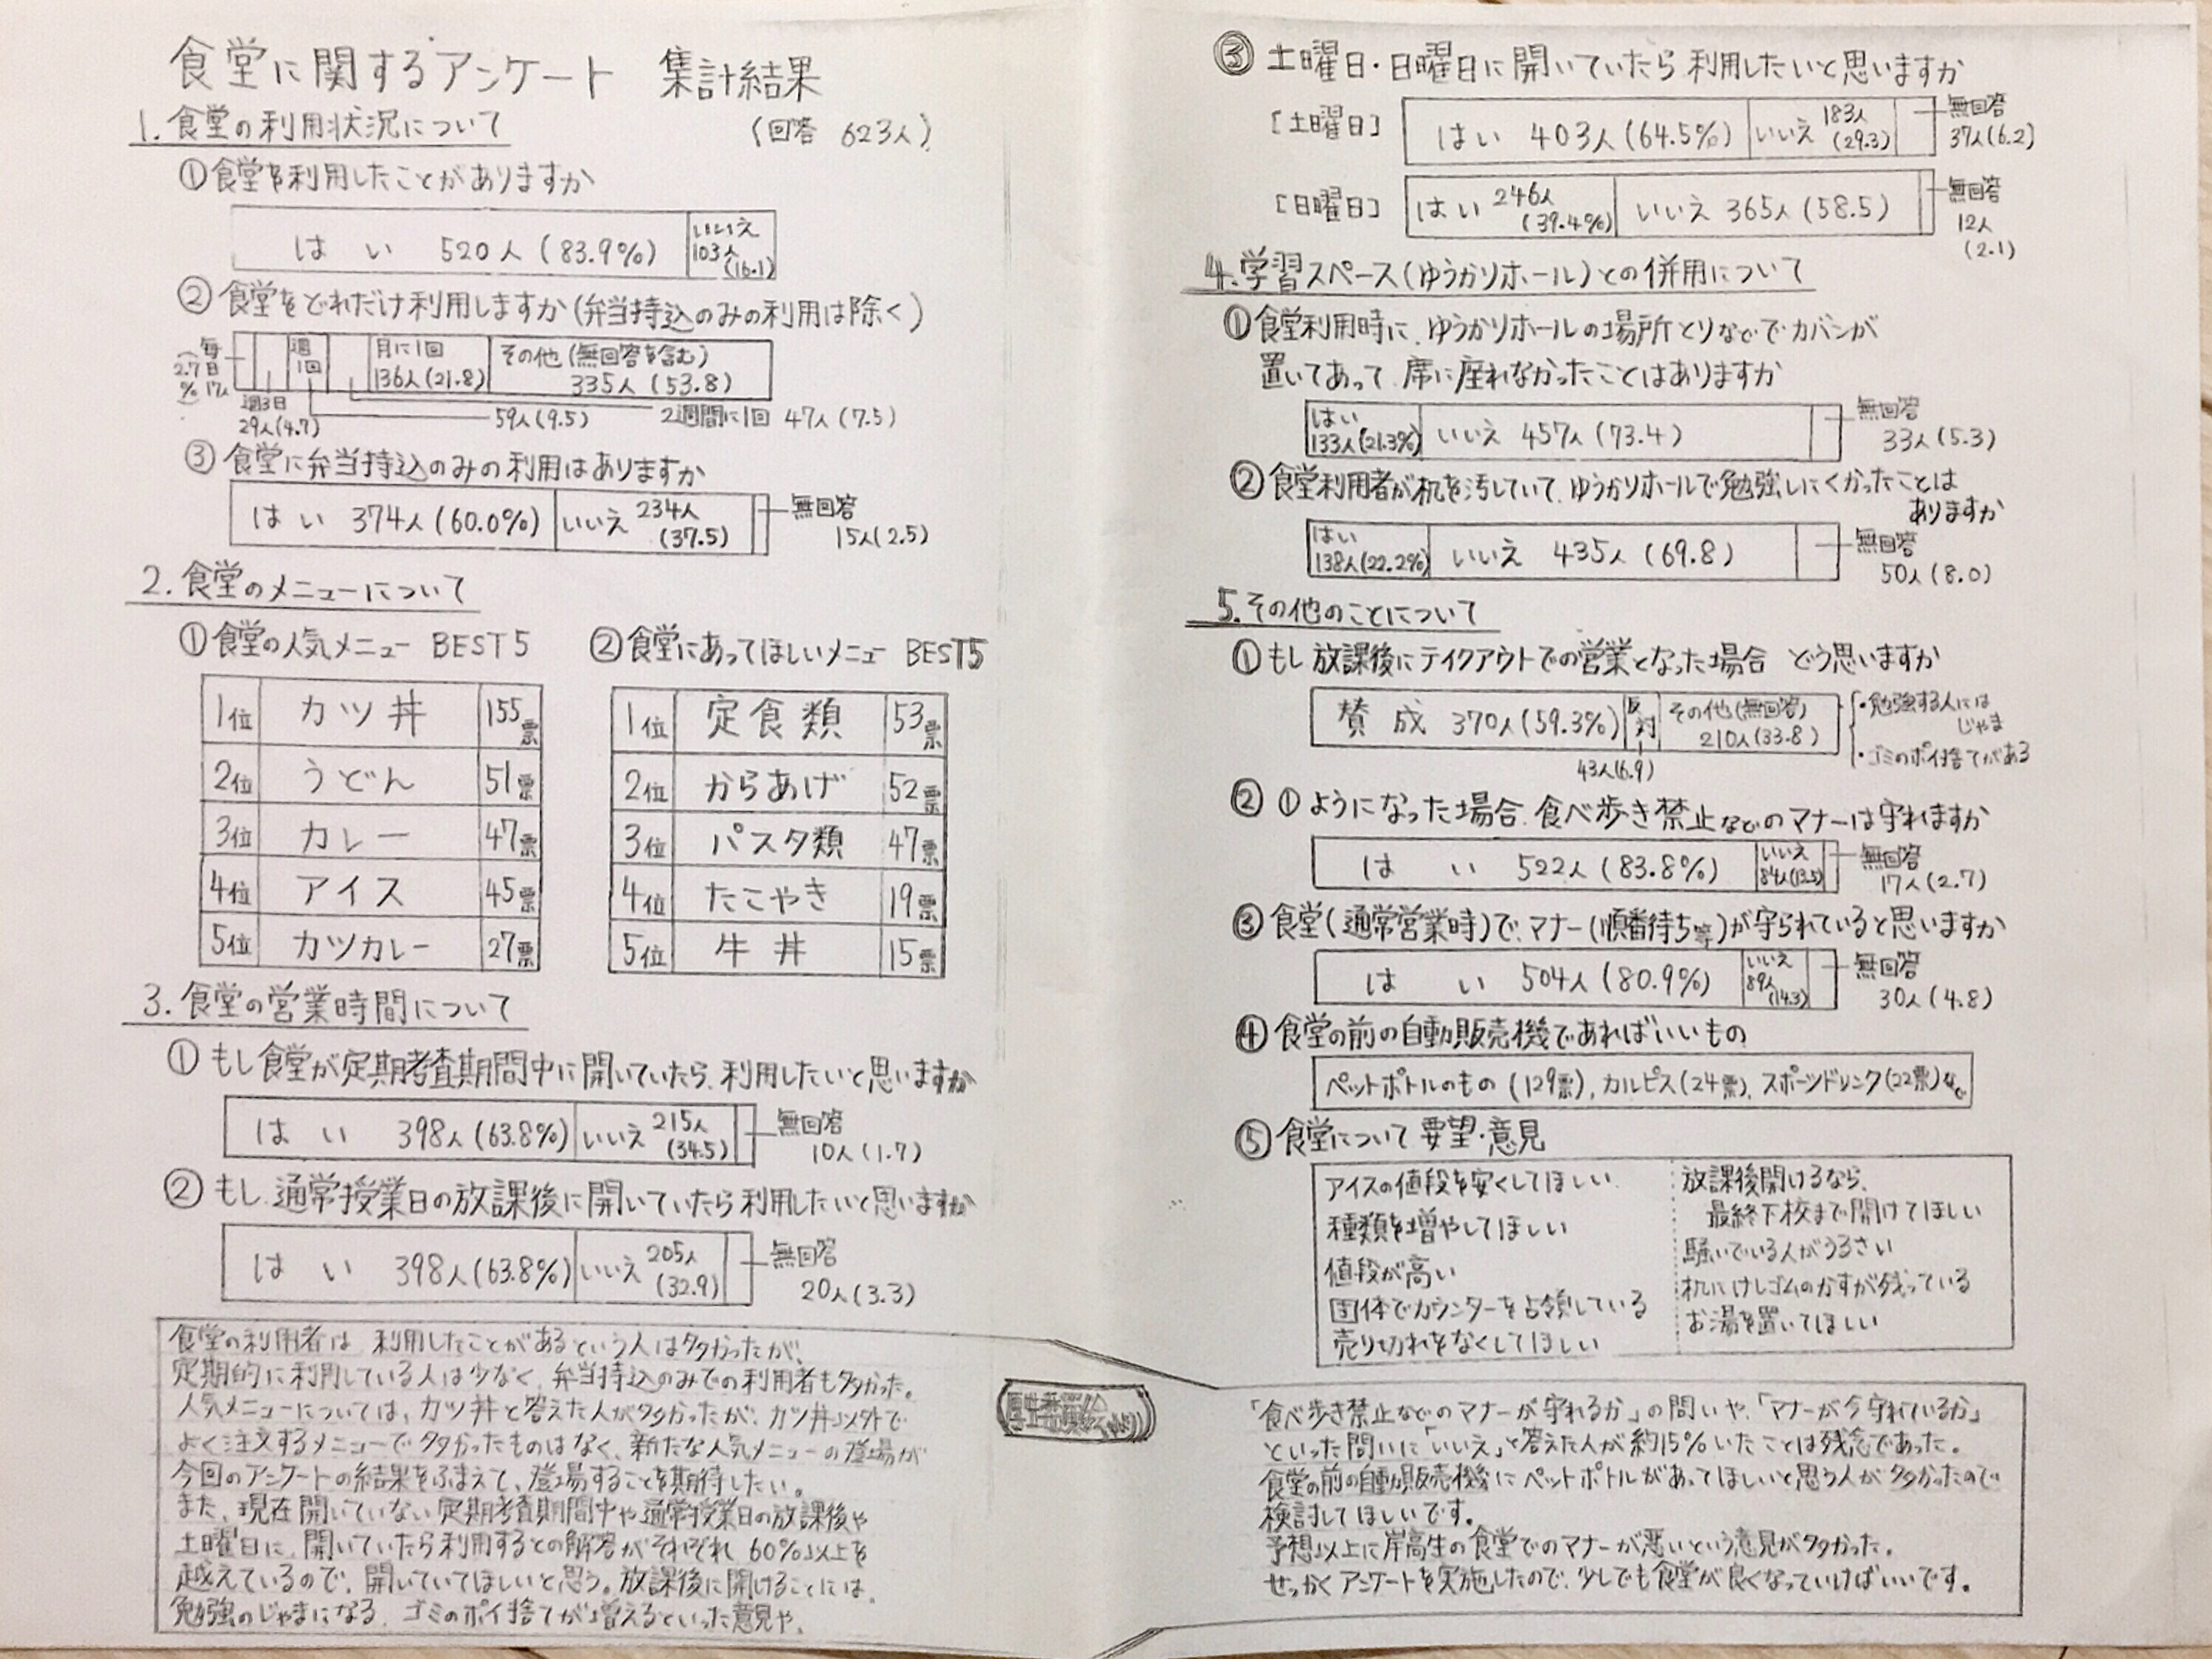 食堂に関するアンケート 集計結果
1.食堂の利用状況について
(回答 623人)
①食堂を利用したことがありますか
はい 520人(83.9%)
いいえ
103人
(16.1)
②食堂をどれだけ利用しますか(弁当持込のみの利用は除く)
毎日
17人
(2.7%)
週
1回
月に1回
136人(21.8)
その他(無回答を含む)
335人(53.8)
週3日
29人(4.7)
59人(9.5)
2週間に1回 47人(7.5)
③食堂に弁当持込のみの利用はありますか
はい 374人(60.0%)
いいえ 234人
(37.5)
無回答
15人(2.5)
2.食堂のメニューについて
①食堂の人気メニュー BEST5
1位 カツ丼 155票
2位 うどん 51票
3位 カレー 47票
4位 アイス 45票
5位 カツカレー 27票
②食堂にあってほしいメニュー BEST5
1位 定食類 53票
2位 からあげ 52票
3位 パスタ類 47票
4位 たこやき 19票
5位 牛丼 15票
3.食堂の営業時間について
①もし食堂が定期考査期間中に開いていたら、利用したいと思いますか
はい 398人(63.8%)
いいえ 215人
(34.5)
無回答
10人(1.7)
②もし、通常授業日の放課後に開いていたら利用したいと思いますか
はい 398人(63.8%)
いいえ 205人
(32.9)
無回答
20人(3.3)
食堂の利用者は、利用したことがあるという人は多かったが、
定期的に利用している人は少なく、弁当持込のみでの利用者も多かった。
人気メニューについては、カツ丼と答えた人が多かったが、カツ丼以外で
よく注文するメニューで多かったものはなく、新たな人気メニューの登場が
今回のアンケートの結果をふまえて、登場することを期待したい。
また、現在開いていない定期考査期間中や通常授業日の放課後や
土曜日に、開いていたら利用するとの解答がそれぞれ60%以上を
越えているので、開いていてほしいと思う。放課後に開けることには、
勉強のじゃまになる、ゴミのポイ捨てが増えるといった意見や、
③土曜日・日曜日に開いていたら利用したいと思いますか
[土曜日]
はい 403人(64.5%)
いいえ 183人
(29.3)
無回答
37人(6.2)
[日曜日]
はい 246人
(39.4%)
いいえ 365人(58.5)
無回答
12人
(2.1)
4.学習スペース(ゆうかりホール)との併用について
①食堂利用時に、ゆうかりホールの場所とりなどでカバンが
置いてあって、席に座れなかったことはありますか
はい
133人(21.3%)
いいえ 457人(73.4)
無回答
33人(5.3)
②食堂利用者が机を汚していて、ゆうかりホールで勉強しにくかったことは
ありますか
はい
138人(22.2%)
いいえ 435人(69.8)
無回答
50人(8.0)
5.その他のことについて
①もし放課後にテイクアウトでの営業となった場合 どう思いますか
賛成 370人(59.3%)
反対
43人(6.9)
その他(無回答)
210人(33.8)
・勉強する人には
じゃま
・ゴミのポイ捨てがある
②①ようになった場合、食べ歩き禁止などのマナーは守れますか
はい 522人(83.8%)
いいえ
84人(13.5)
無回答
17人(2.7)
③食堂(通常営業時)で、マナー(順番待ち等)が守られていると思いますか
はい 504人(80.9%)
いいえ
89人
(14.3)
無回答
30人(4.8)
④食堂の前の自動販売機であればいいもの
ペットボトルのもの(129票),カルピス(24票),スポーツドリンク(22票)など
⑤食堂について要望・意見
アイスの値段を安くしてほしい
種類を増やしてほしい
値段が高い
団体でカウンターを占領している
売り切れをなくしてほしい
放課後開けるなら、
最終下校まで開けてほしい
騒いでいる人がうるさい
机にけしゴムのかすが残っている
お湯を置いてほしい
「食べ歩き禁止などのマナーが守れるか」の問いや、「マナーが今守れているか」
といった問いに「いいえ」と答えた人が約15%いたことは残念であった。
食堂の前の自動販売機にペットボトルがあってほしいと思う人が多かったので
検討してほしいです。
予想以上に岸高生の食堂でのマナーが悪いという意見が多かった。
せっかくアンケートを実施したので、少しでも食堂が良くなっていけばいいです。